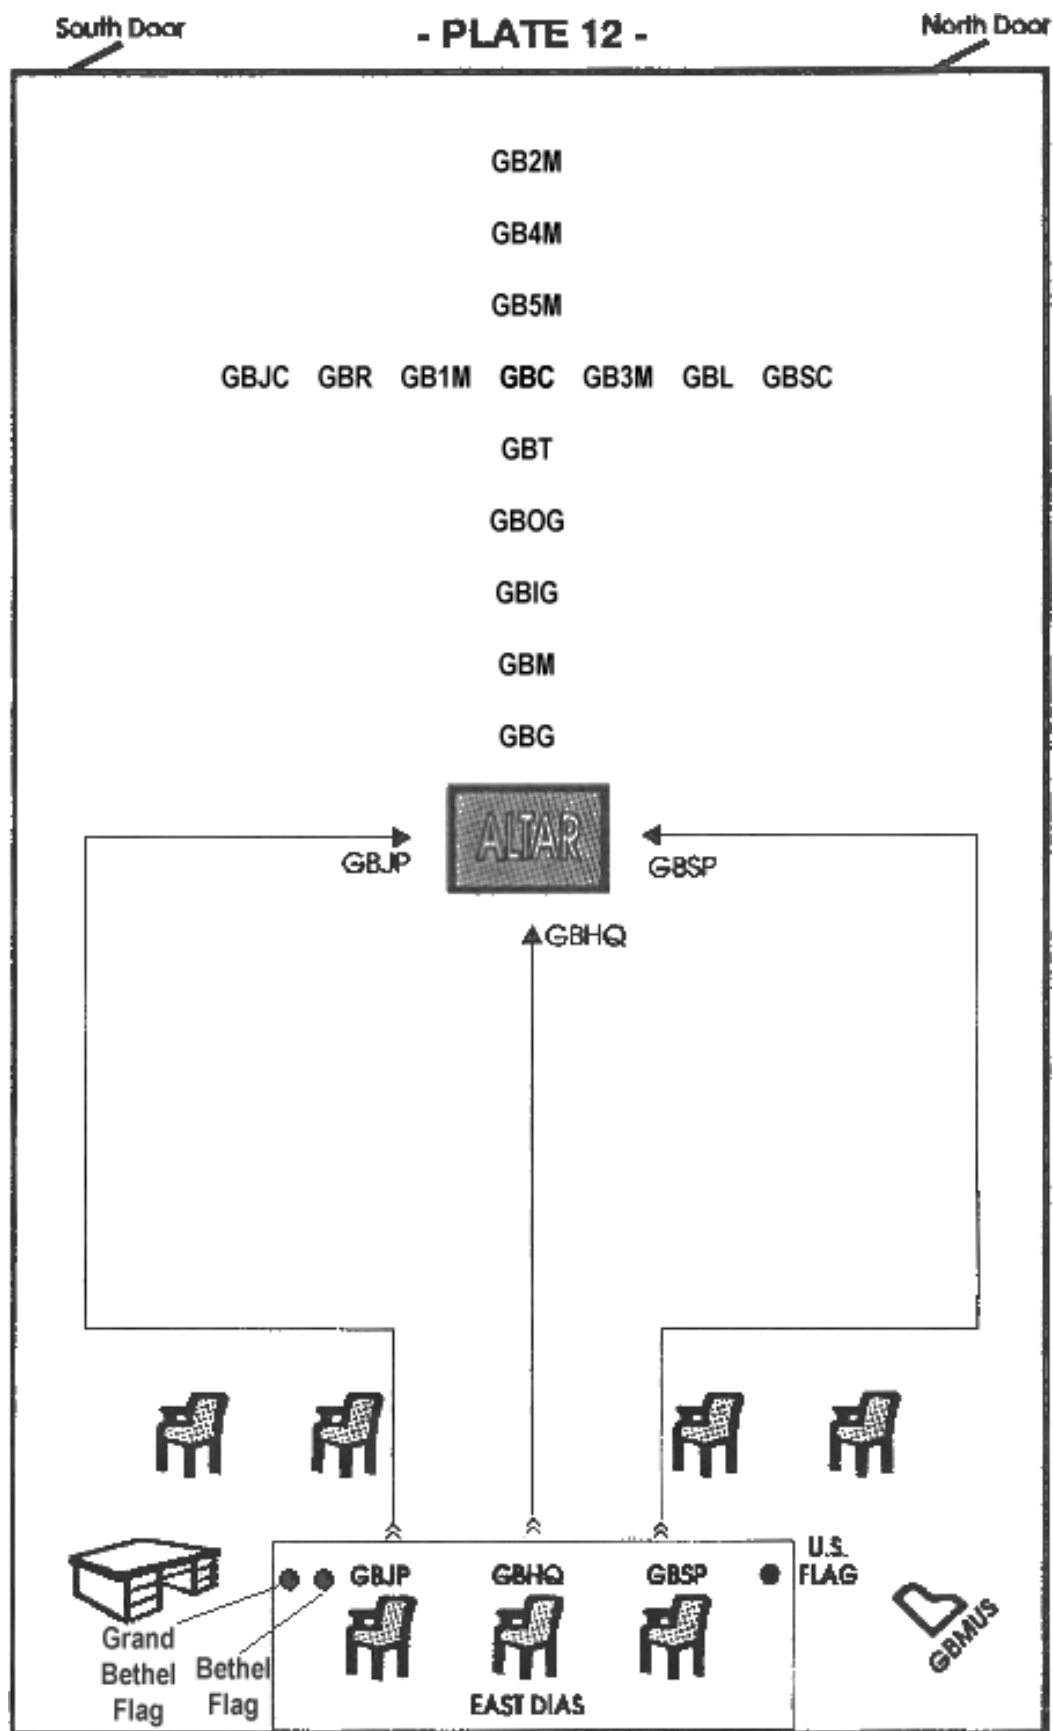 South Door
- PLATE 12 -
North Door
GB2M
GB4M
GB5M
GBJC GBR GB1M GBC GB3M GBL GBSC
GBT
GBOG
GBIG
GBM
GBG
ALTAR
GBJP
GBSP
GBHQ
GBJP GBHQ GBSP
U.S.
FLAG
Grand
Bethel
Flag
Bethel
Flag
EAST DIAS
GBMUS